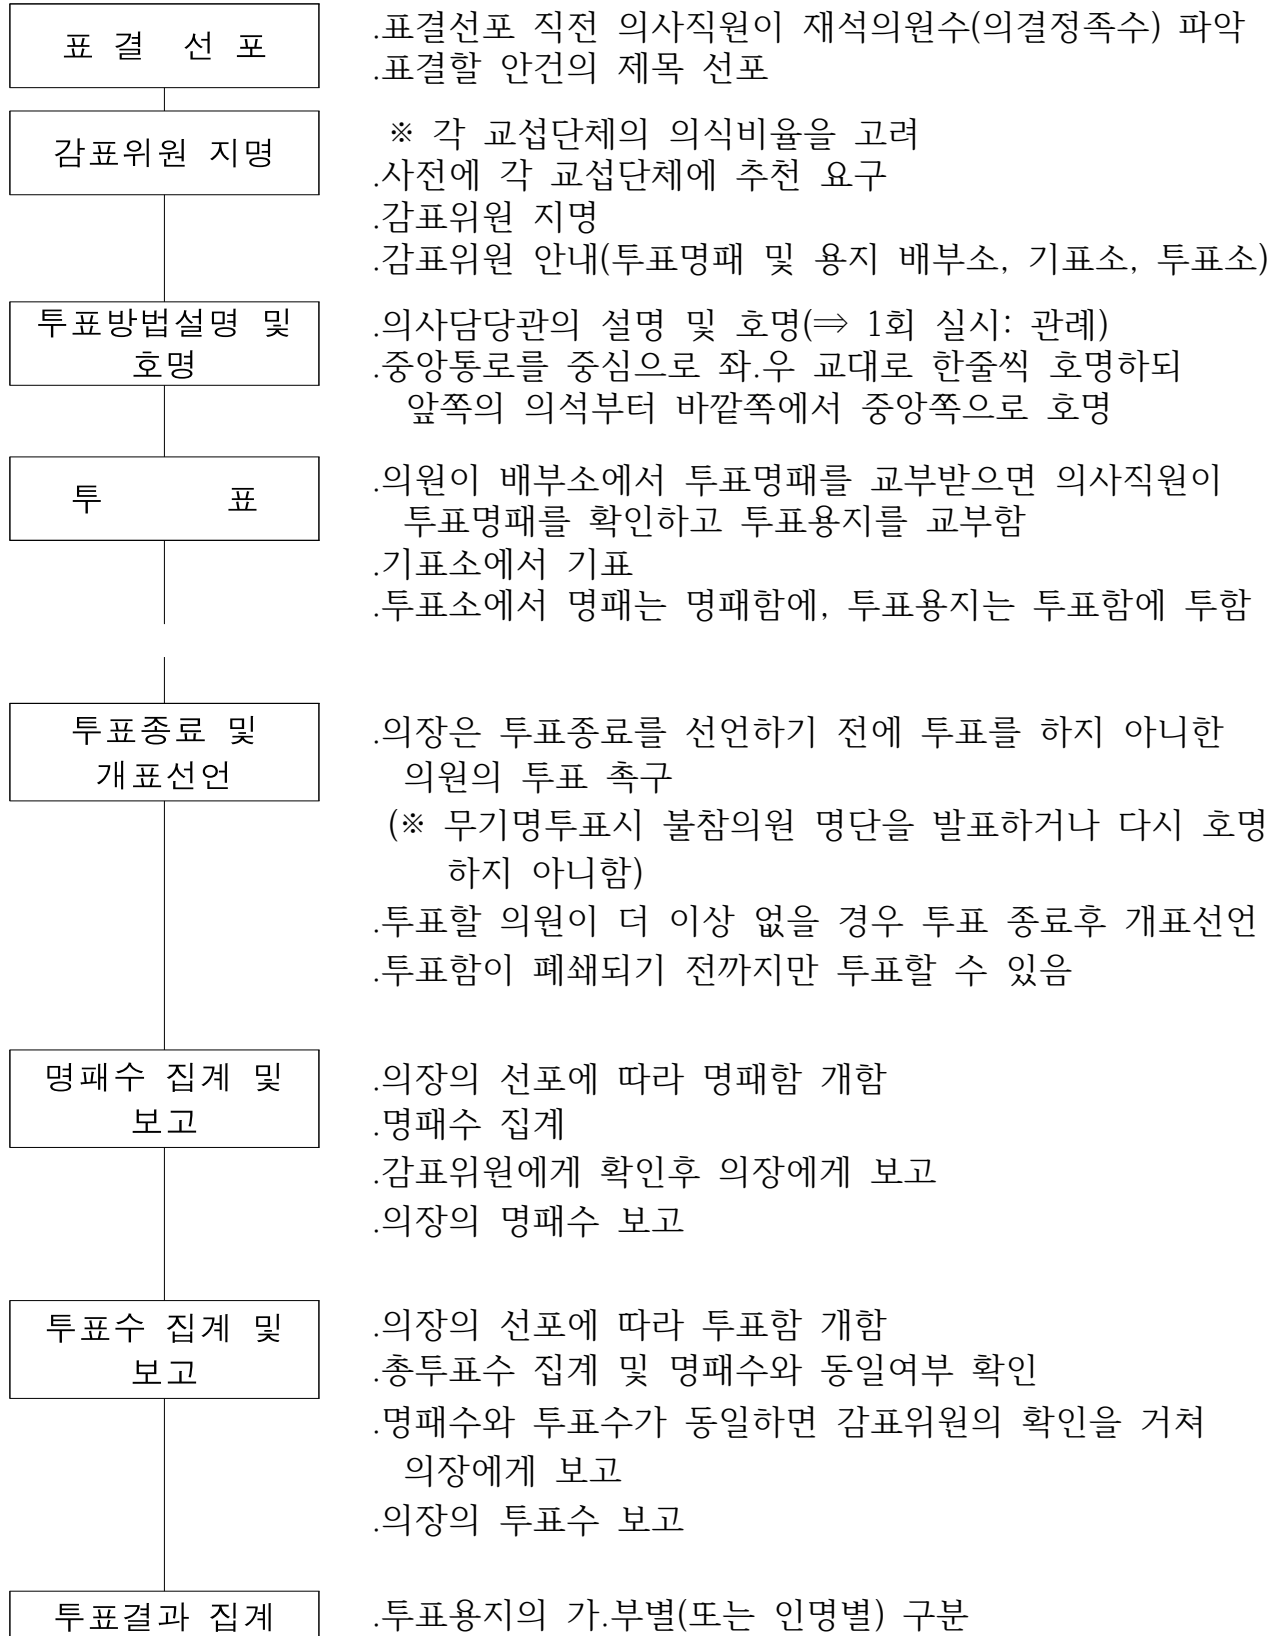 표 결 선 포
.표결선포 직전 의사직원이 재석의원수(의결정족수) 파악
.표결할 안건의 제목 선포
감표위원 지명
※ 각 교섭단체의 의식비율을 고려
.사전에 각 교섭단체에 추천 요구
.감표위원 지명
.감표위원 안내(투표명패 및 용지 배부소, 기표소, 투표소)
투표방법설명 및
호명
.의사담당관의 설명 및 호명(⇒ 1회 실시: 관례)
.중앙통로를 중심으로 좌.우 교대로 한줄씩 호명하되
앞쪽의 의석부터 바깥쪽에서 중앙쪽으로 호명
투 표
.의원이 배부소에서 투표명패를 교부받으면 의사직원이
투표명패를 확인하고 투표용지를 교부함
.기표소에서 기표
.투표소에서 명패는 명패함에, 투표용지는 투표함에 투함
투표종료 및
개표선언
.의장은 투표종료를 선언하기 전에 투표를 하지 아니한
의원의 투표 촉구
(※ 무기명투표시 불참의원 명단을 발표하거나 다시 호명
하지 아니함)
.투표할 의원이 더 이상 없을 경우 투표 종료후 개표선언
.투표함이 폐쇄되기 전까지만 투표할 수 있음
명패수 집계 및
보고
.의장의 선포에 따라 명패함 개함
.명패수 집계
.감표위원에게 확인후 의장에게 보고
.의장의 명패수 보고
투표수 집계 및
보고
.의장의 선포에 따라 투표함 개함
.총투표수 집계 및 명패수와 동일여부 확인
.명패수와 투표수가 동일하면 감표위원의 확인을 거쳐
의장에게 보고
.의장의 투표수 보고
투표결과 집계
.투표용지의 가.부별(또는 인명별) 구분